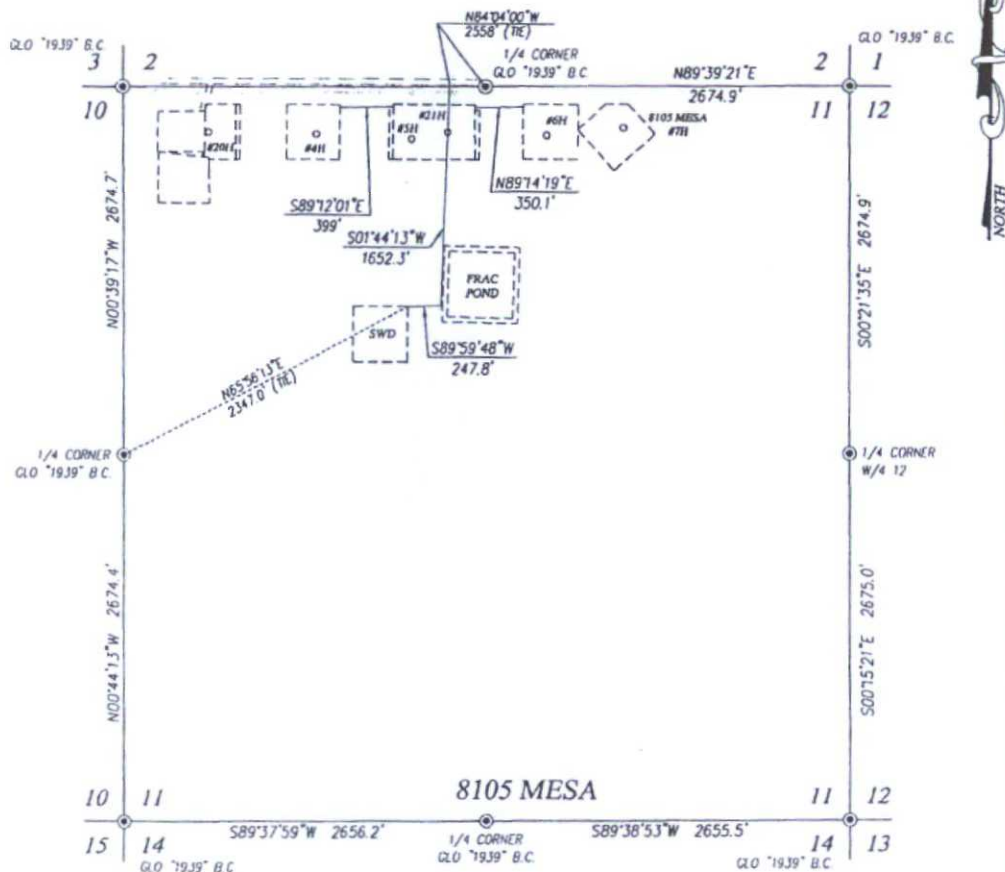 N84°04'00"W
2558' (TIE)
GLO "1939" B.C.
1/4 CORNER
GLO "1939" B.C.
GLO "1939" B.C.
3 2
10
N89°39'21"E
2674.9'
2 1
11 12
#20H
#4H
#5H
#21H
#6H
8105 MESA
#7H
S89°12'01"E
399'
N89°14'19"E
350.1'
S01°44'13"W
1652.3'
N00°39'17"W 2674.7'
S00°21'35"E 2674.9'
NORTH
FRAC
POND
SWD
S89°59'48"W
247.8'
N65°56'13"E
2347.0' (TIE)
1/4 CORNER
GLO "1939" B.C.
1/4 CORNER
W/4 12
N00°44'13"W 2674.4'
S00°15'21"E 2675.0'
8105 MESA
10 11
15 14
GLO "1939" B.C.
S89°37'59"W 2656.2'
1/4 CORNER
GLO "1939" B.C.
S89°38'53"W 2655.5'
11 12
14 13
GLO "1939" B.C.